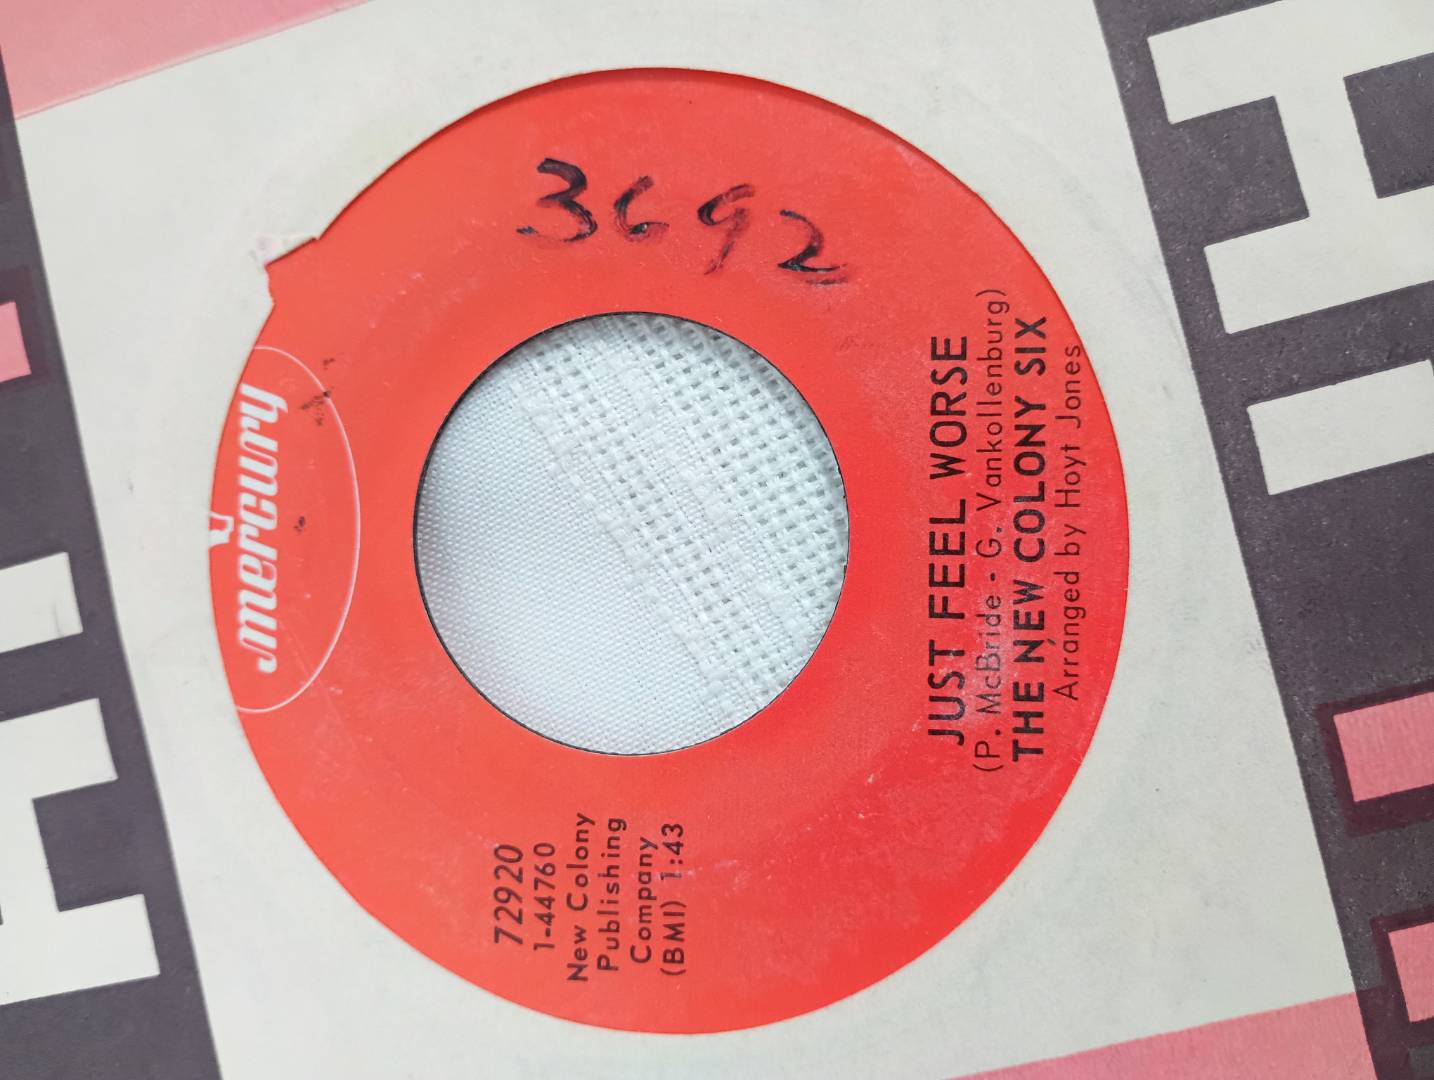 mercury
3692
72920
1-44760
New Colony
Publishing
Company
(BMI) 1:43
JUST FEEL WORSE
(P. McBride - G. Vankollenburg)
THE NEW COLONY SIX
Arranged by Hoyt Jones